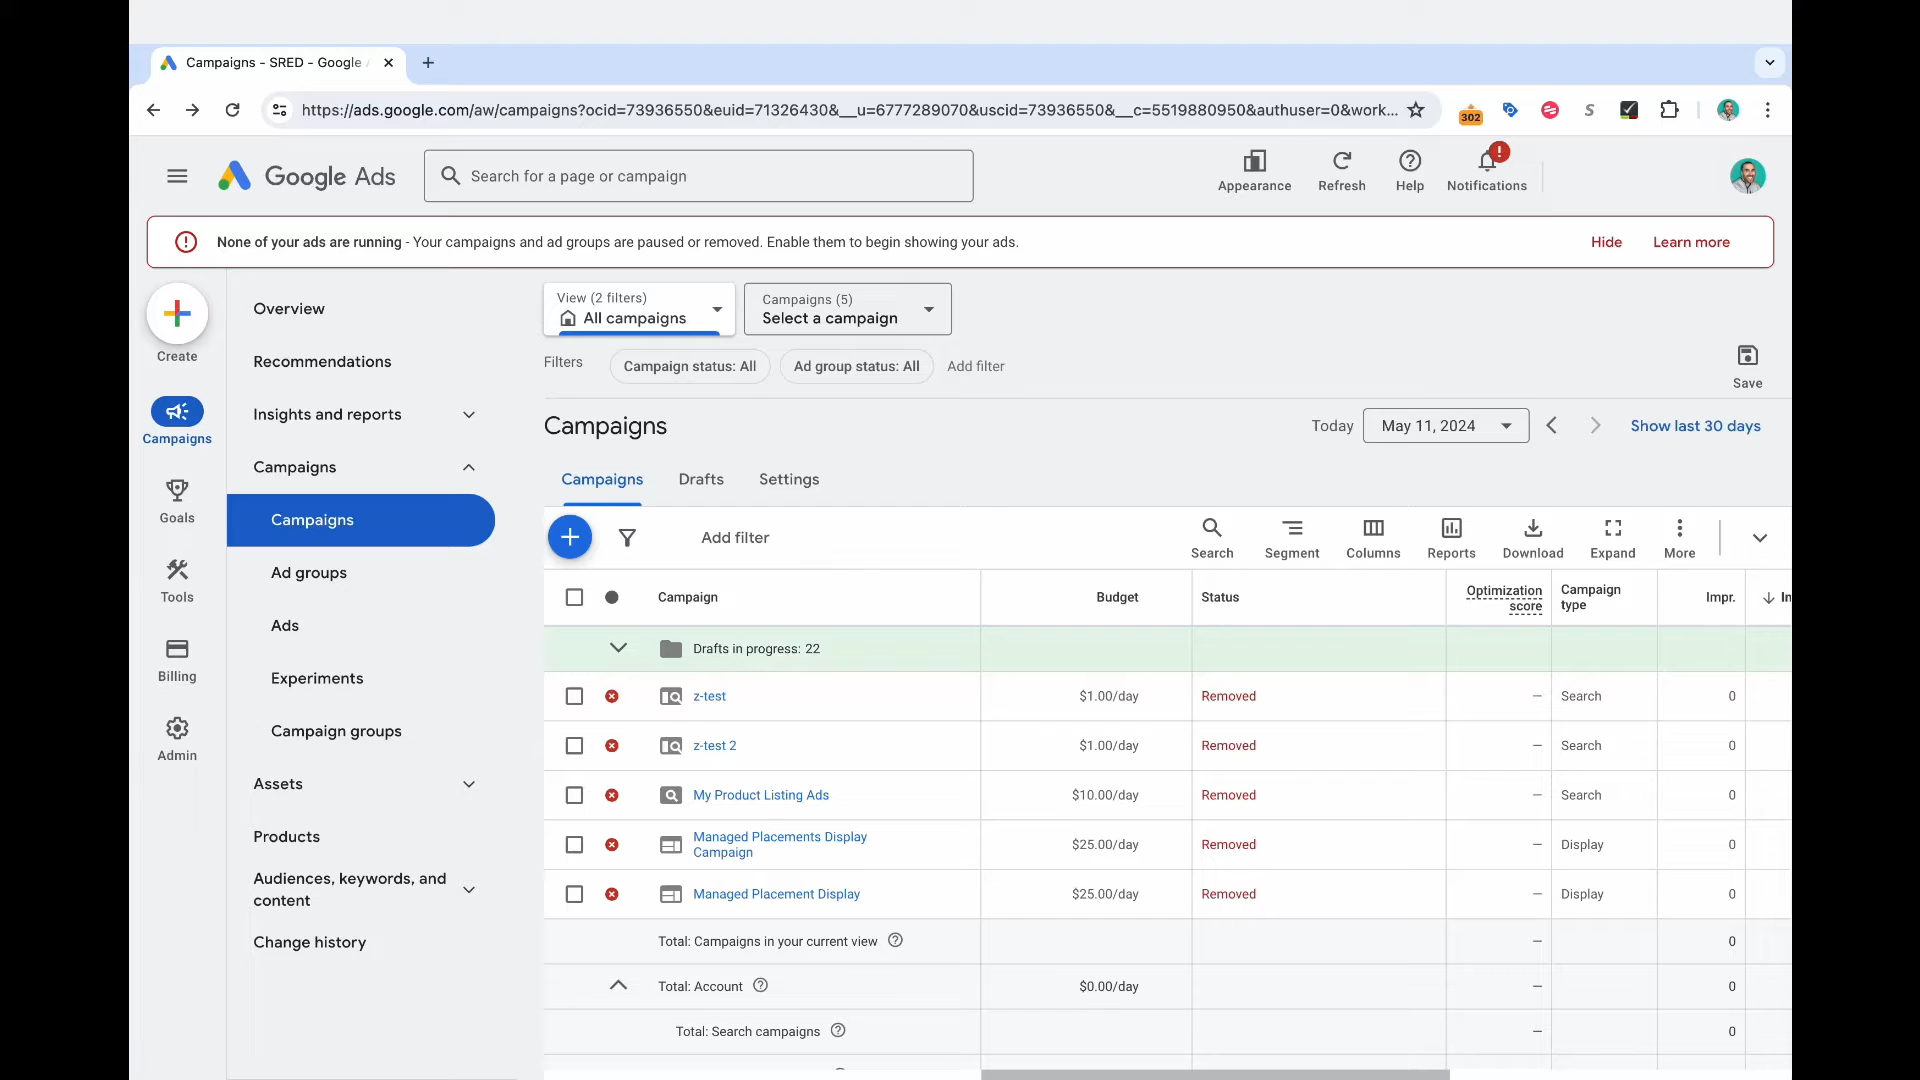 Campaigns - SRED - Google
https://ads.google.com/aw/campaigns?ocid=73936550&euid=71326430&__u=6777289070&uscid=73936550&__c=5519880950&authuser=0&work...
302
S
Google Ads
Search for a page or campaign
Appearance
Refresh
Help
Notifications
None of your ads are running - Your campaigns and ad groups are paused or removed. Enable them to begin showing your ads.
Hide
Learn more
Create
Campaigns
Goals
Tools
Billing
Admin
Overview
Recommendations
Insights and reports
Campaigns
Campaigns
Ad groups
Ads
Experiments
Campaign groups
Assets
Products
Audiences, keywords, and
content
Change history
View (2 filters)
All campaigns
Campaigns (5)
Select a campaign
Filters
Campaign status: All
Ad group status: All
Add filter
Save
Campaigns
Today
May 11, 2024
Show last 30 days
Campaigns
Drafts
Settings
Add filter
Search
Segment
Columns
Reports
Download
Expand
More
Campaign Budget Status Optimization score Campaign type Impr. In
Drafts in progress: 22
z-test $1.00/day Removed — Search 0
z-test 2 $1.00/day Removed — Search 0
My Product Listing Ads $10.00/day Removed — Search 0
Managed Placements Display Campaign $25.00/day Removed — Display 0
Managed Placement Display $25.00/day Removed — Display 0
Total: Campaigns in your current view — 0
Total: Account $0.00/day — 0
Total: Search campaigns — 0